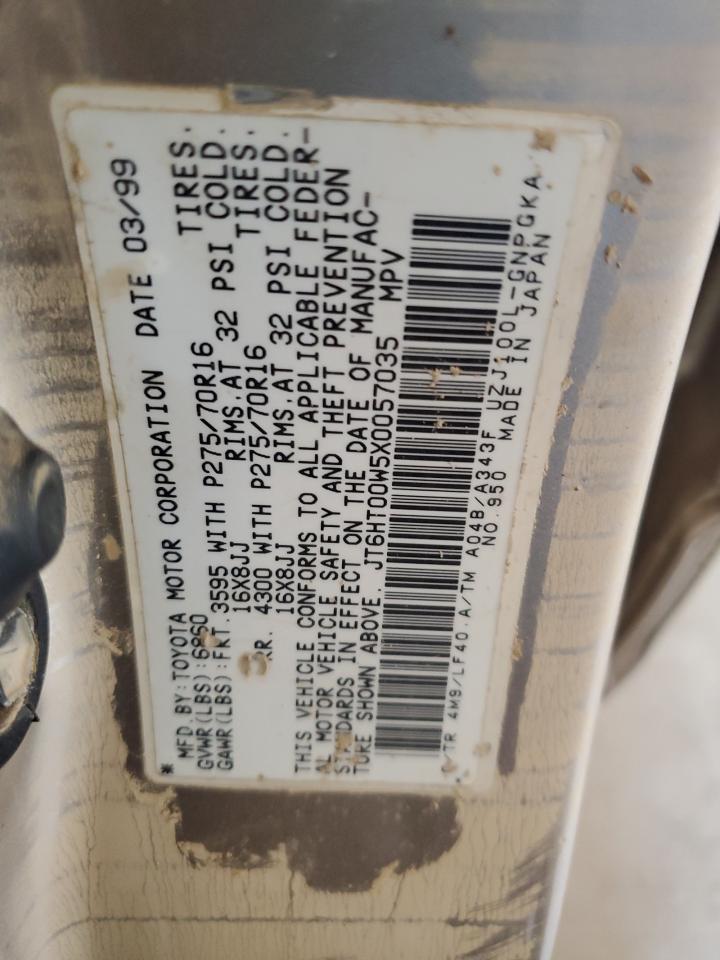 * MFD.BY:TOYOTA MOTOR CORPORATION DATE 03/99
GVWR(LBS):6860
GAWR(LBS):FRT.3595 WITH P275/70R16 TIRES.
16X8JJ RIMS.AT 32 PSI COLD.
RR. 4300 WITH P275/70R16 TIRES.
16X8JJ RIMS.AT 32 PSI COLD.
THIS VEHICLE CONFORMS TO ALL APPLICABLE FEDER-
AL MOTOR VEHICLE SAFETY AND THEFT PREVENTION
STANDARDS IN EFFECT ON THE DATE OF MANUFAC-
TURE SHOWN ABOVE. JT6HT00W5X0057035 MPV
C/TR 4M9/LF40.A/TM A04B/A343F UZJ100L-GNPGKA
NO.950 MADE IN JAPAN